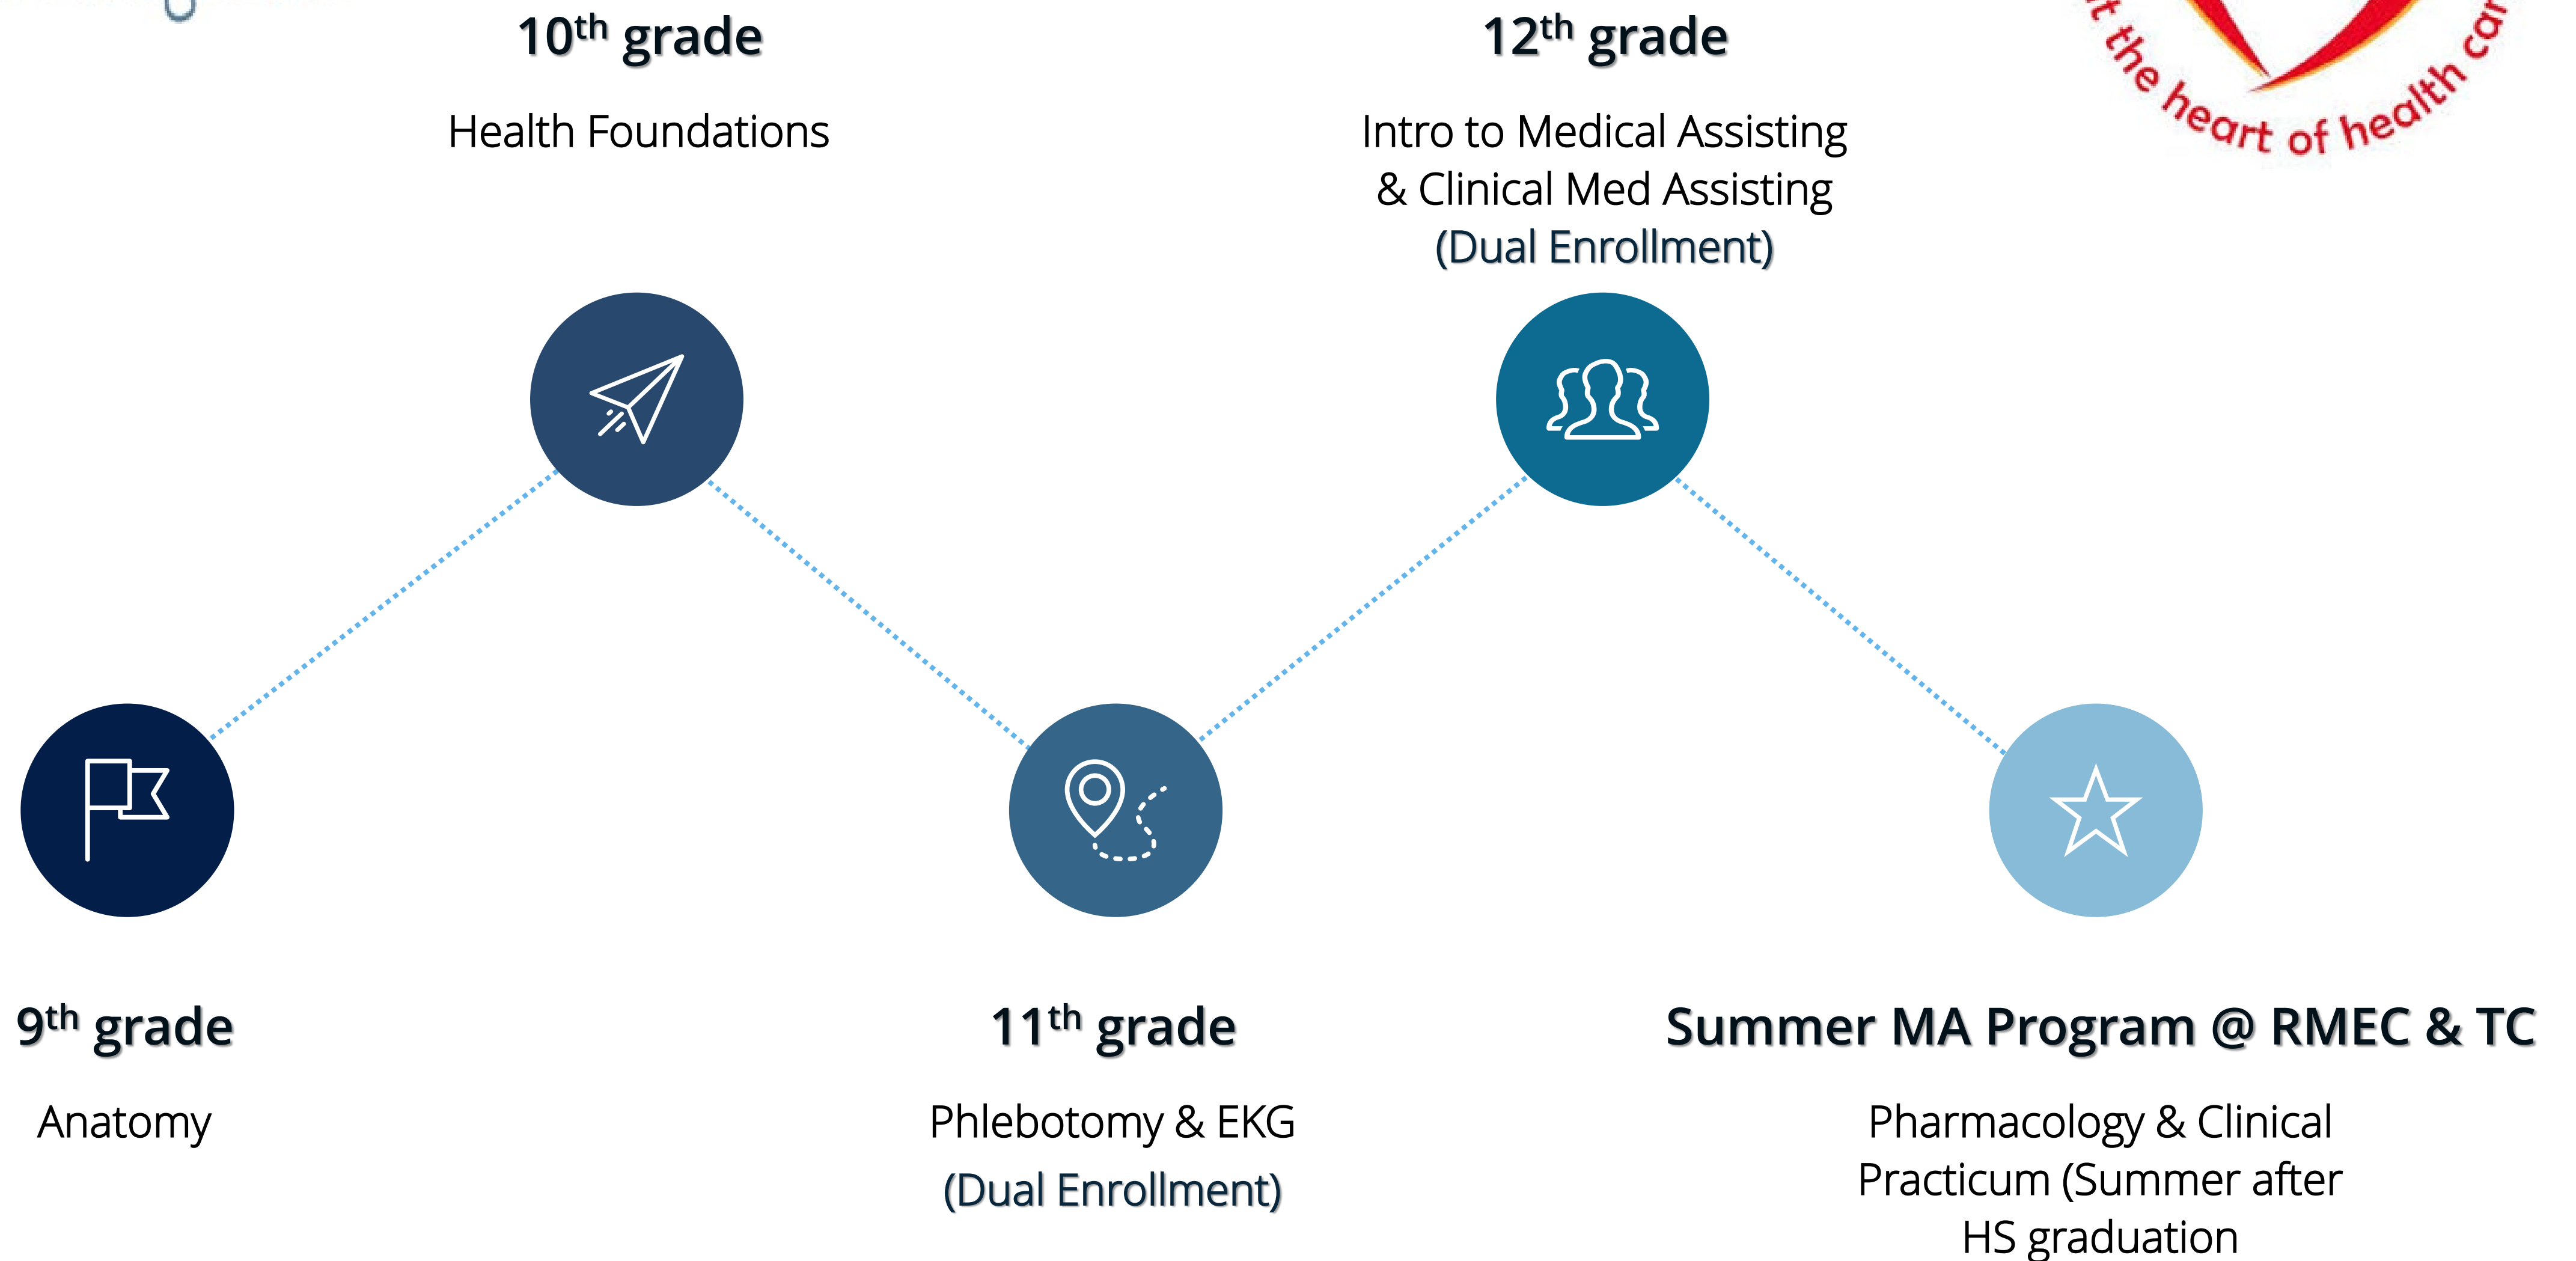 10th grade
Health Foundations
12th grade
Intro to Medical Assisting
& Clinical Med Assisting
(Dual Enrollment)
the heart of health
9th grade
Anatomy
11th grade
Phlebotomy & EKG
(Dual Enrollment)
Summer MA Program @ RMEC & TC
Pharmacology & Clinical
Practicum (Summer after
HS graduation